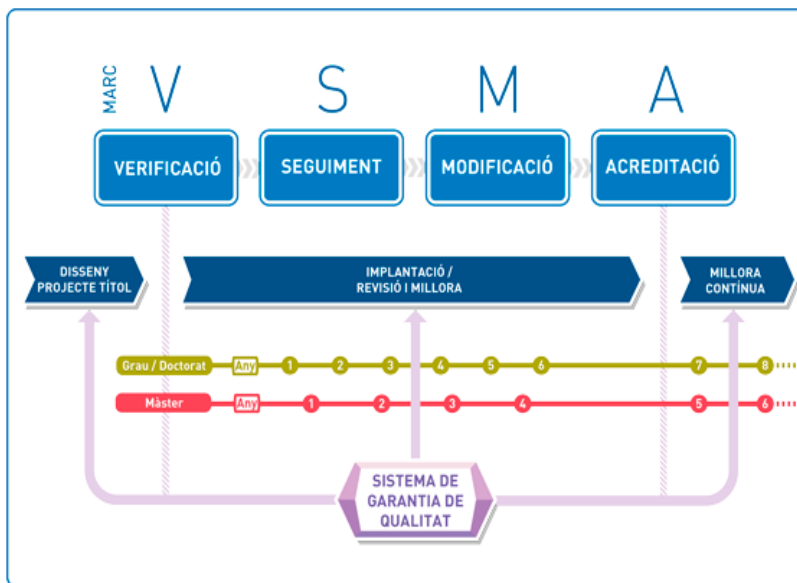 MARC
V S M A
VERIFICACIÓ SEGUIMENT MODIFICACIÓ ACREDITACIÓ
DISSENY
PROJECTE TÍTOL
IMPLANTACIÓ /
REVISIÓ I MILLORA
MILLORA
CONTÍNUA
Grau / Doctorat Any 1 2 3 4 5 6 7 8
Màster Any 1 2 3 4 5 6
SISTEMA DE
GARANTIA DE
QUALITAT